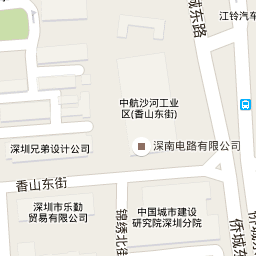 侨城东路
江铃汽车
中航沙河工业
区(香山东街)
深南电路有限公司
深圳兄弟设计公司
香山东街
深圳市乐勤
贸易有限公司
锦绣北街
中国城市建设
研究院深圳分院
侨城东